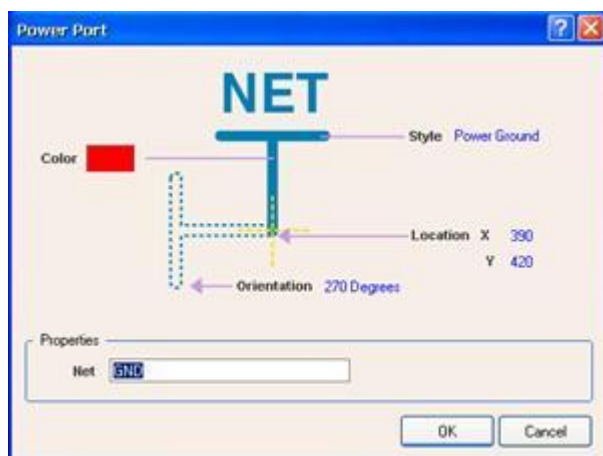 Power Port
NET
Style Power Ground
Color
Location X 390
Y 420
Orientation 270 Degrees
Properties
Net GND
OK Cancel